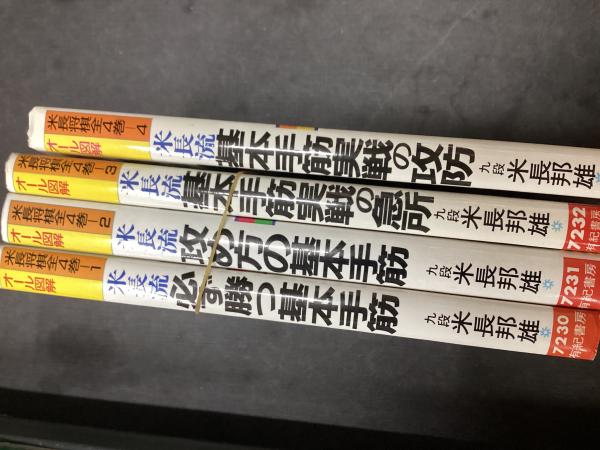 米長将棋全4巻―4
オール図解
米長流
基本手筋実戦の攻防
九段 米長邦雄
米長将棋全4巻―3
オール図解
米長流
基本手筋実戦の急所
九段 米長邦雄
7232
有紀書房
米長将棋全4巻―2
オール図解
米長流
攻め方の基本手筋
九段 米長邦雄
7231
有紀書房
米長将棋全4巻―1
オール図解
米長流
必ず勝つ基本手筋
九段 米長邦雄
7230
有紀書房